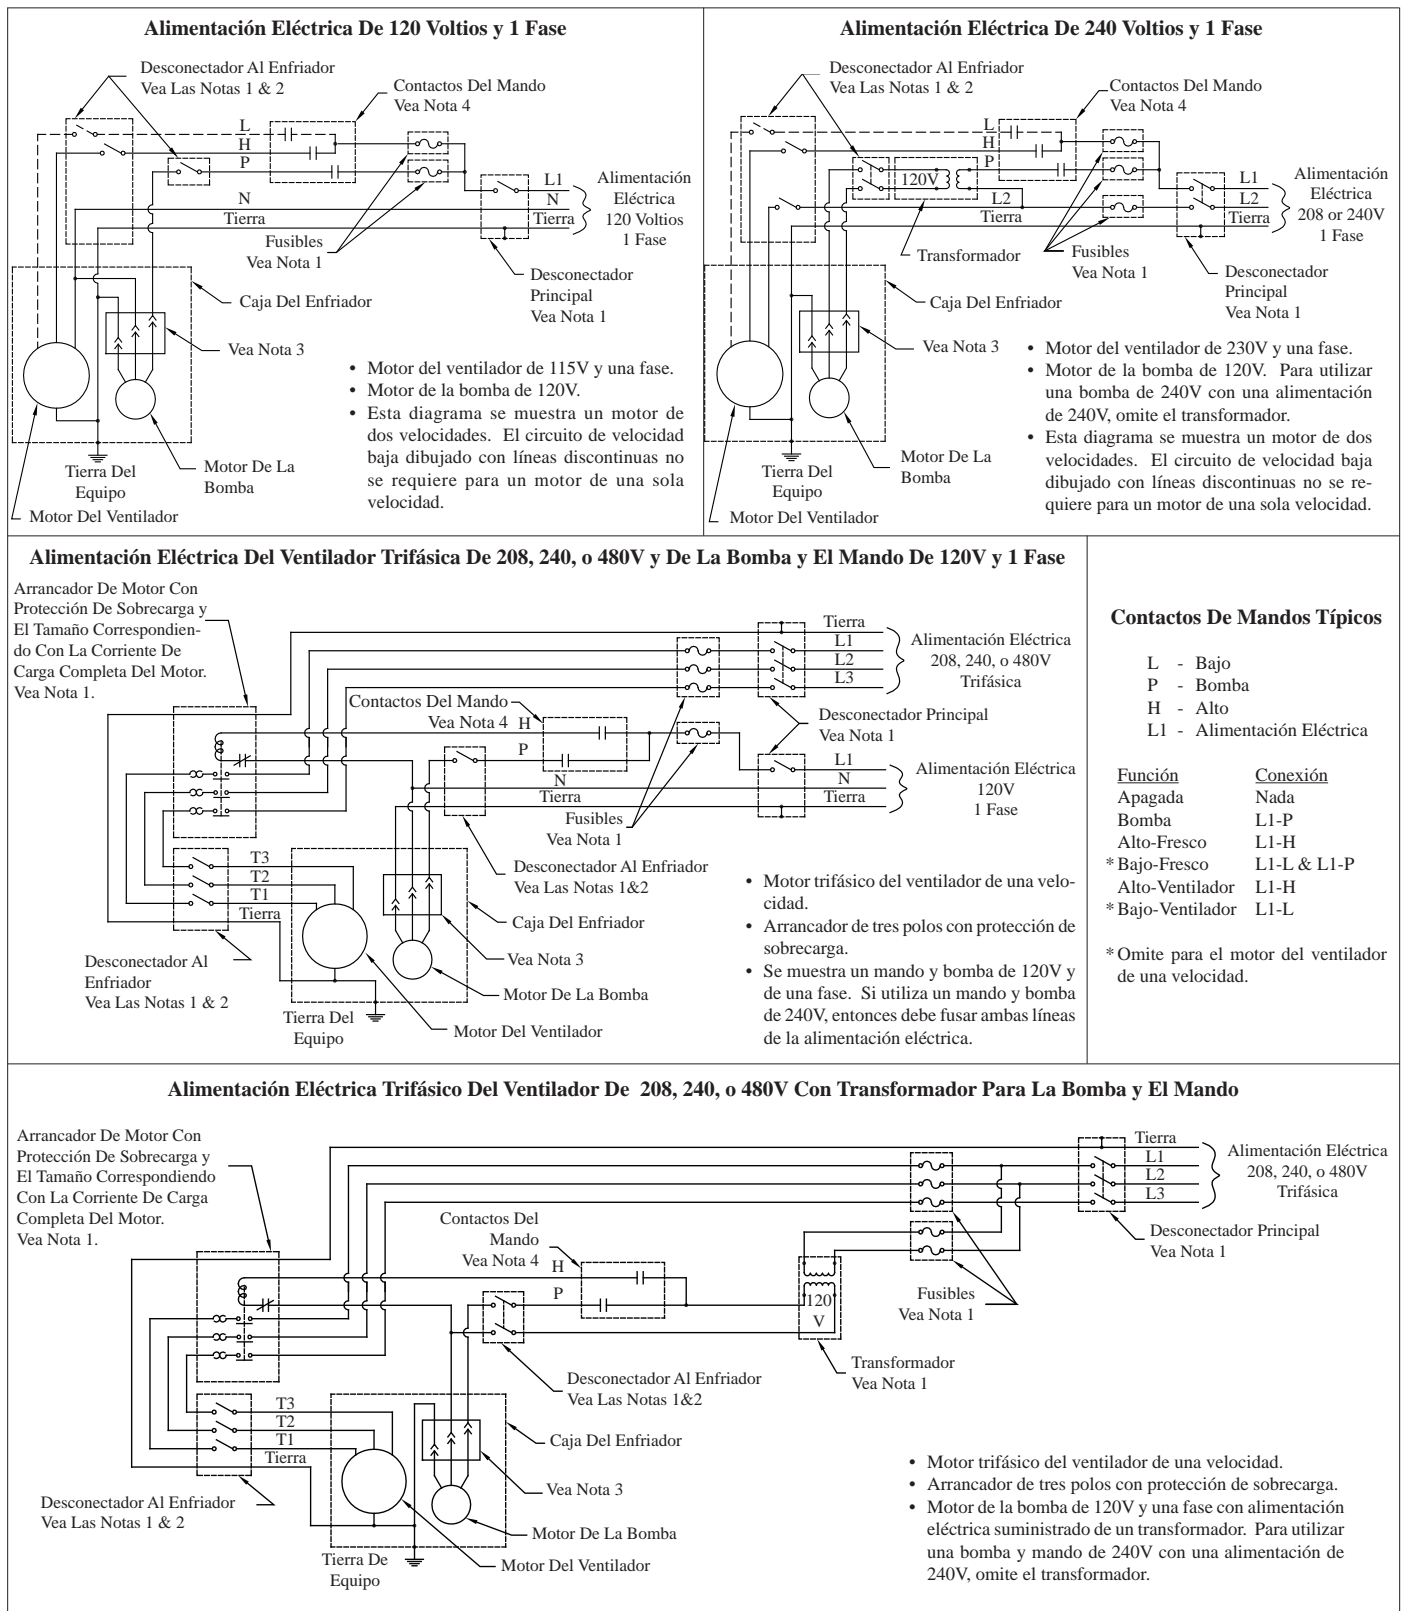 Alimentación Eléctrica De 120 Voltios y 1 Fase
Desconectador Al Enfriador
Vea Las Notas 1 & 2
Contactos Del Mando
Vea Nota 4
L
H
P
N
Tierra
L1
N
Tierra
Alimentación
Eléctrica
120 Voltios
1 Fase
Fusibles
Vea Nota 1
Desconectador
Principal
Vea Nota 1
Caja Del Enfriador
Vea Nota 3
• Motor del ventilador de 115V y una fase.
• Motor de la bomba de 120V.
• Esta diagrama se muestra un motor de
dos velocidades. El circuito de velocidad
baja dibujado con líneas discontinuas no
se requiere para un motor de una sola
velocidad.
Tierra Del
Equipo
Motor De La
Bomba
Motor Del Ventilador
Alimentación Eléctrica De 240 Voltios y 1 Fase
Desconectador Al Enfriador
Vea Las Notas 1 & 2
Contactos Del Mando
Vea Nota 4
L
H
P
120V
L2
Tierra
L1
L2
Tierra
Alimentación
Eléctrica
208 or 240V
1 Fase
Transformador
Fusibles
Vea Nota 1
Desconectador
Principal
Vea Nota 1
Caja Del Enfriador
Vea Nota 3
• Motor del ventilador de 230V y una fase.
• Motor de la bomba de 120V. Para utilizar
una bomba de 240V con una alimentación
de 240V, omite el transformador.
• Esta diagrama se muestra un motor de dos
velocidades. El circuito de velocidad baja
dibujado con líneas discontinuas no se re-
quiere para un motor de una sola velocidad.
Tierra Del
Equipo
Motor De La
Bomba
Motor Del Ventilador
Alimentación Eléctrica Del Ventilador Trifásica De 208, 240, o 480V y De La Bomba y El Mando De 120V y 1 Fase
Arrancador De Motor Con
Protección De Sobrecarga y
El Tamaño Correspondien-
do Con La Corriente De
Carga Completa Del Motor.
Vea Nota 1.
Tierra
L1
L2
L3
Alimentación Eléctrica
208, 240, o 480V
Trifásica
Contactos Del Mando
Vea Nota 4
H
P
N
Tierra
Desconectador Principal
Vea Nota 1
L1
N
Tierra
Alimentación Eléctrica
120V
1 Fase
Fusibles
Vea Nota 1
T3
T2
T1
Tierra
Desconectador Al Enfriador
Vea Las Notas 1&2
Caja Del Enfriador
Vea Nota 3
Motor De La Bomba
Motor Del Ventilador
Desconectador Al
Enfriador
Vea Las Notas 1 & 2
Tierra Del
Equipo
• Motor trifásico del ventilador de una velo-
cidad.
• Arrancador de tres polos con protección de
sobrecarga.
• Se muestra un mando y bomba de 120V y
de una fase. Si utiliza un mando y bomba
de 240V, entonces debe fusar ambas líneas
de la alimentación eléctrica.
Contactos De Mandos Típicos
L - Bajo
P - Bomba
H - Alto
L1 - Alimentación Eléctrica
Función Conexión
Apagada Nada
Bomba L1-P
Alto-Fresco L1-H
* Bajo-Fresco L1-L & L1-P
Alto-Ventilador L1-H
* Bajo-Ventilador L1-L
* Omite para el motor del ventilador
de una velocidad.
Alimentación Eléctrica Trifásico Del Ventilador De 208, 240, o 480V Con Transformador Para La Bomba y El Mando
Arrancador De Motor Con
Protección De Sobrecarga y
El Tamaño Correspondiendo
Con La Corriente De Carga
Completa Del Motor.
Vea Nota 1.
Tierra
L1
L2
L3
Alimentación Eléctrica
208, 240, o 480V
Trifásica
Desconectador Principal
Vea Nota 1
Contactos Del
Mando
Vea Nota 4
H
P
120
V
Fusibles
Vea Nota 1
Transformador
Vea Nota 1
Desconectador Al Enfriador
Vea Las Notas 1&2
T3
T2
T1
Tierra
Caja Del Enfriador
Vea Nota 3
Motor De La Bomba
Motor Del Ventilador
Desconectador Al Enfriador
Vea Las Notas 1 & 2
Tierra De
Equipo
• Motor trifásico del ventilador de una velocidad.
• Arrancador de tres polos con protección de sobrecarga.
• Motor de la bomba de 120V y una fase con alimentación
eléctrica suministrado de un transformador. Para utilizar
una bomba y mando de 240V con una alimentación de
240V, omite el transformador.